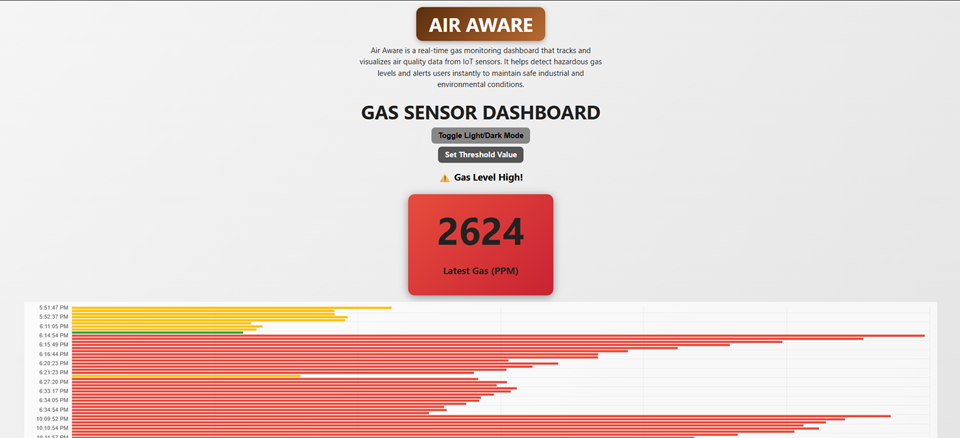 AIR AWARE
Air Aware is a real-time gas monitoring dashboard that tracks and
visualizes air quality data from IoT sensors. It helps detect hazardous gas
levels and alerts users instantly to maintain safe industrial and
environmental conditions.
GAS SENSOR DASHBOARD
Toggle Light/Dark Mode
Set Threshold Value
⚠️ Gas Level High!
2624
Latest Gas (PPM)
5:51:47 PM
5:52:37 PM
6:11:05 PM
6:14:54 PM
6:15:49 PM
6:16:44 PM
6:20:23 PM
6:21:23 PM
6:27:20 PM
6:33:17 PM
6:34:05 PM
6:34:54 PM
10:09:52 PM
10:10:54 PM
10:11:57 PM